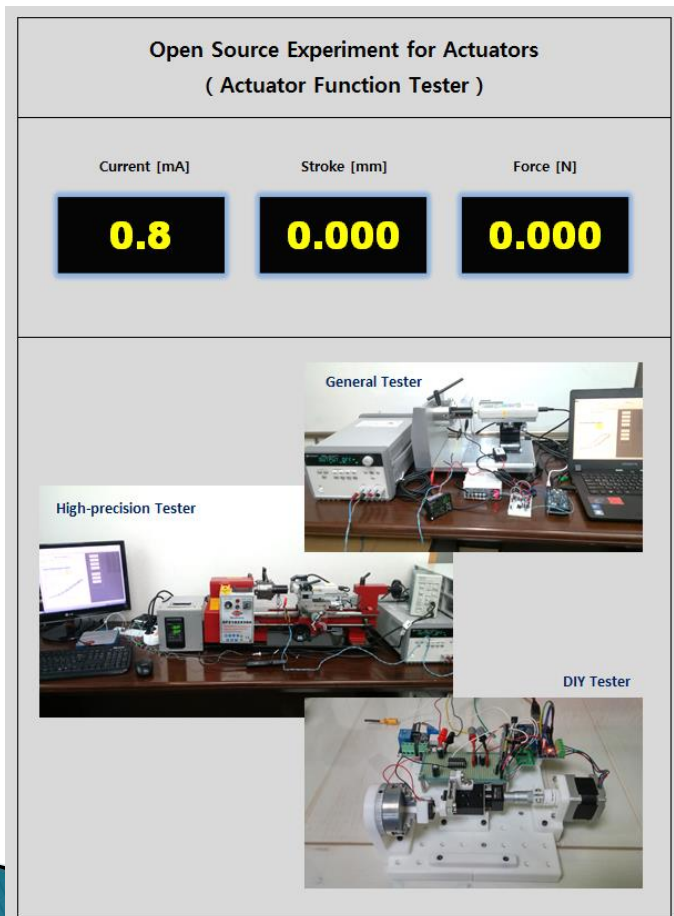 Open Source Experiment for Actuators
( Actuator Function Tester )
Current [mA]
Stroke [mm]
Force [N]
0.8
0.000
0.000
General Tester
High-precision Tester
DIY Tester